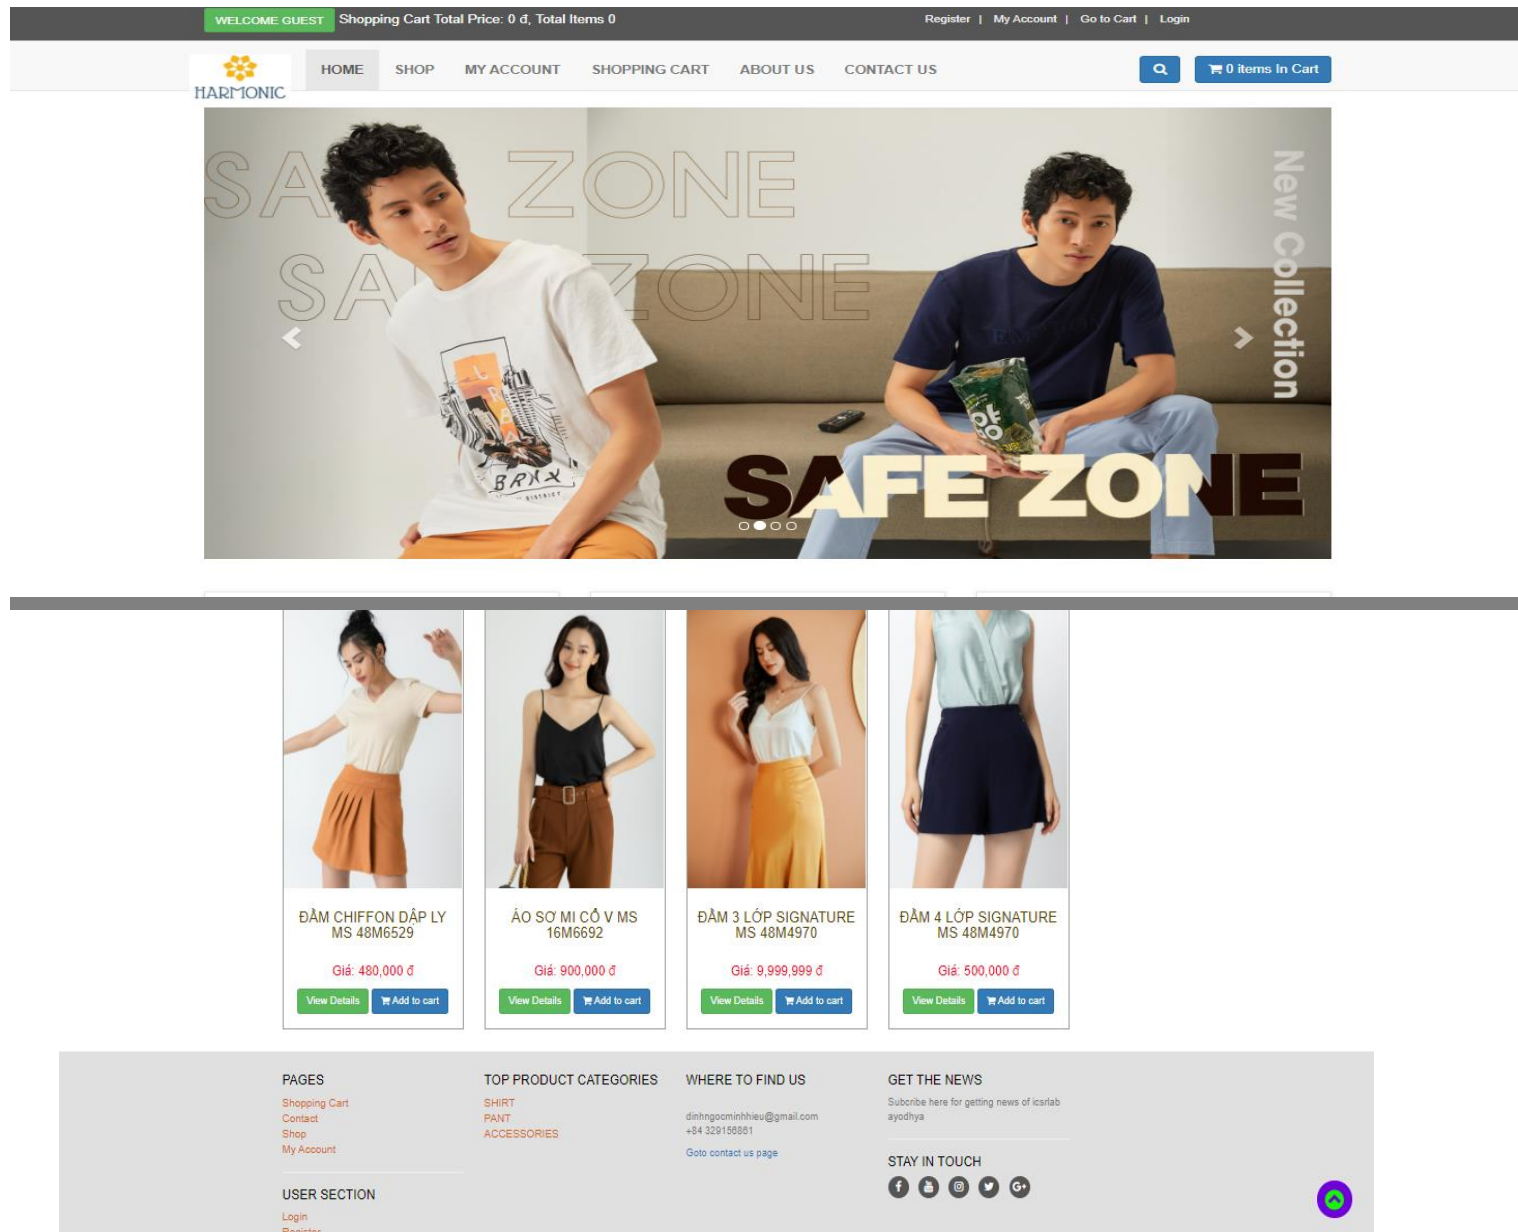 WELCOME GUEST Shopping Cart Total Price: 0 đ, Total Items 0
Register | My Account | Go to Cart | Login
HARMONIC
HOME SHOP MY ACCOUNT SHOPPING CART ABOUT US CONTACT US
0 items In Cart
SA ZONE
SA ZONE
New Collection
BRNX
DISTRICT
SAFE ZONE
ĐẦM CHIFFON DẬP LY
MS 48M6529
Giá: 480,000 đ
View Details Add to cart
ÁO SƠ MI CỔ V MS
16M6692
Giá: 900,000 đ
View Details Add to cart
ĐẦM 3 LỚP SIGNATURE
MS 48M4970
Giá: 9,999,999 đ
View Details Add to cart
ĐẦM 4 LỚP SIGNATURE
MS 48M4970
Giá: 500,000 đ
View Details Add to cart
PAGES
Shopping Cart
Contact
Shop
My Account
USER SECTION
Login
Register
TOP PRODUCT CATEGORIES
SHIRT
PANT
ACCESSORIES
WHERE TO FIND US
dinhngocminhhieu@gmail.com
+84 329156861
Goto contact us page
GET THE NEWS
Subcribe here for getting news of icsrlab
ayodhya
STAY IN TOUCH